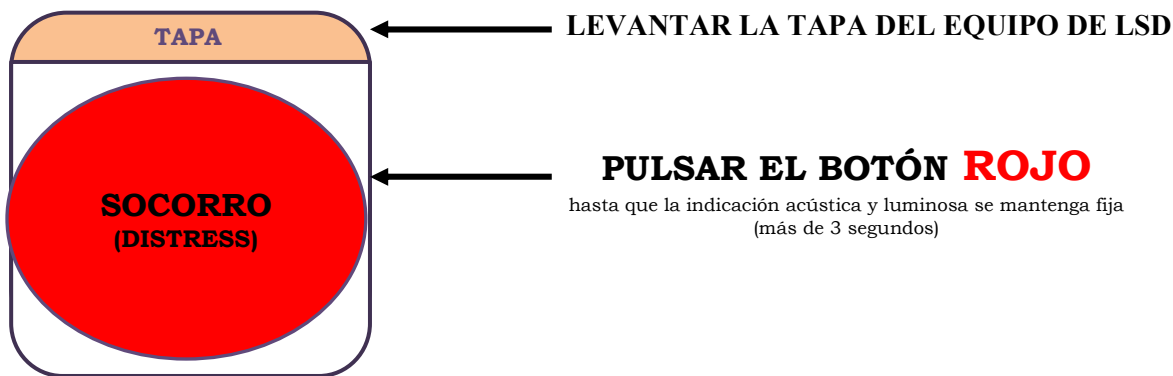 TAPA
LEVANTAR LA TAPA DEL EQUIPO DE LSD
PULSAR EL BOTÓN ROJO
hasta que la indicación acústica y luminosa se mantenga fija
(más de 3 segundos)
SOCORRO
(DISTRESS)